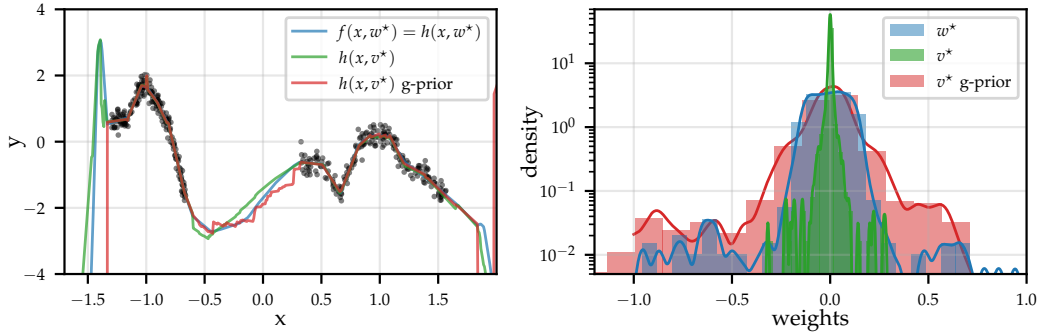 f(x, w⋆) = h(x, w⋆)
h(x, v⋆)
h(x, v⋆) g-prior
y
4
2
0
−2
−4
−1.5 −1.0 −0.5 0.0 0.5 1.0 1.5
x
w⋆
v⋆
v⋆ g-prior
density
10¹
10⁰
10⁻¹
10⁻²
−1.0 −0.5 0.0 0.5 1.0
weights